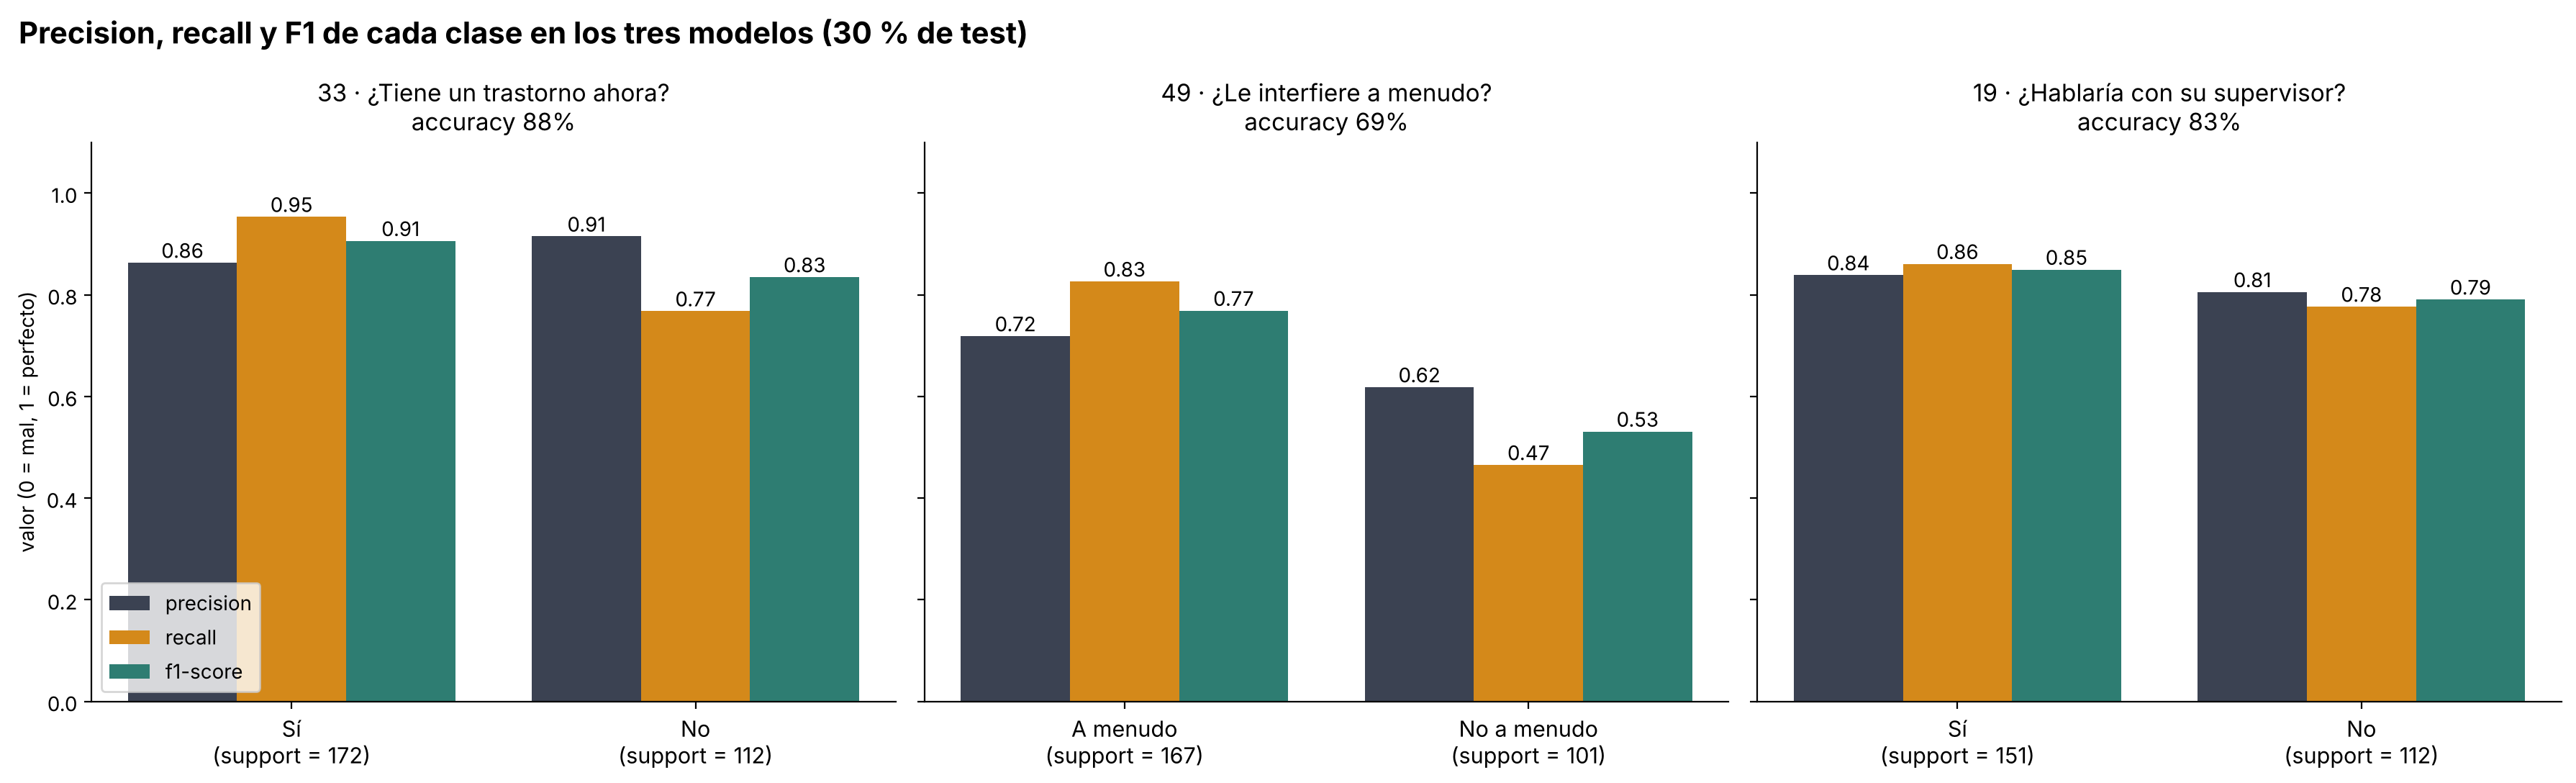 Precision, recall y F1 de cada clase en los tres modelos (30 % de test)
33 · ¿Tiene un trastorno ahora?
accuracy 88%
valor (0 = mal, 1 = perfecto)
1.0
0.8
0.6
0.4
0.2
0.0
0.86
0.95
0.91
0.91
0.77
0.83
precision
recall
f1-score
Sí
(support = 172)
No
(support = 112)
49 · ¿Le interfiere a menudo?
accuracy 69%
0.72
0.83
0.77
0.62
0.47
0.53
A menudo
(support = 167)
No a menudo
(support = 101)
19 · ¿Hablaría con su supervisor?
accuracy 83%
0.84
0.86
0.85
0.81
0.78
0.79
Sí
(support = 151)
No
(support = 112)